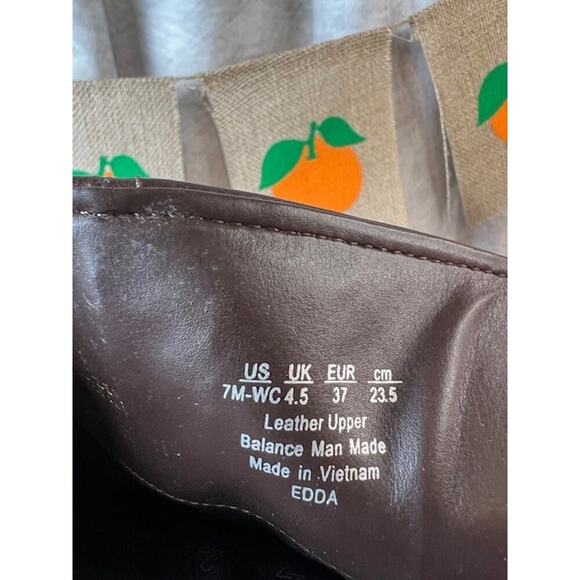 US UK EUR cm
7M-WC 4.5 37 23.5
Leather Upper
Balance Man Made
Made in Vietnam
EDDA